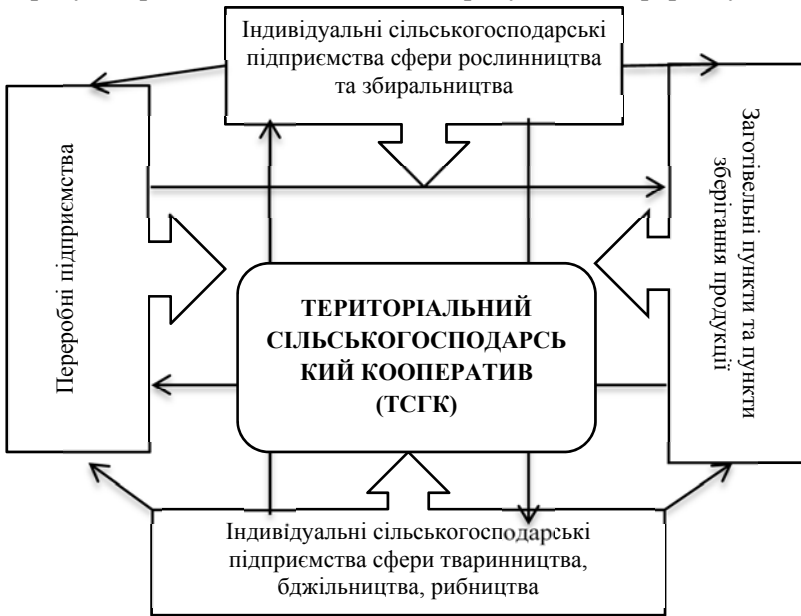 Індивідуальні сільськогосподарські
підприємства сфери рослинництва
та збиральництва
Переробні підприємства
Заготівельні пункти та пункти
зберігання продукції
ТЕРИТОРІАЛЬНИЙ
СІЛЬСЬКОГОСПОДАРСЬ
КИЙ КООПЕРАТИВ
(ТСГК)
Індивідуальні сільськогосподарські
підприємства сфери тваринництва,
бджільництва, рибництва